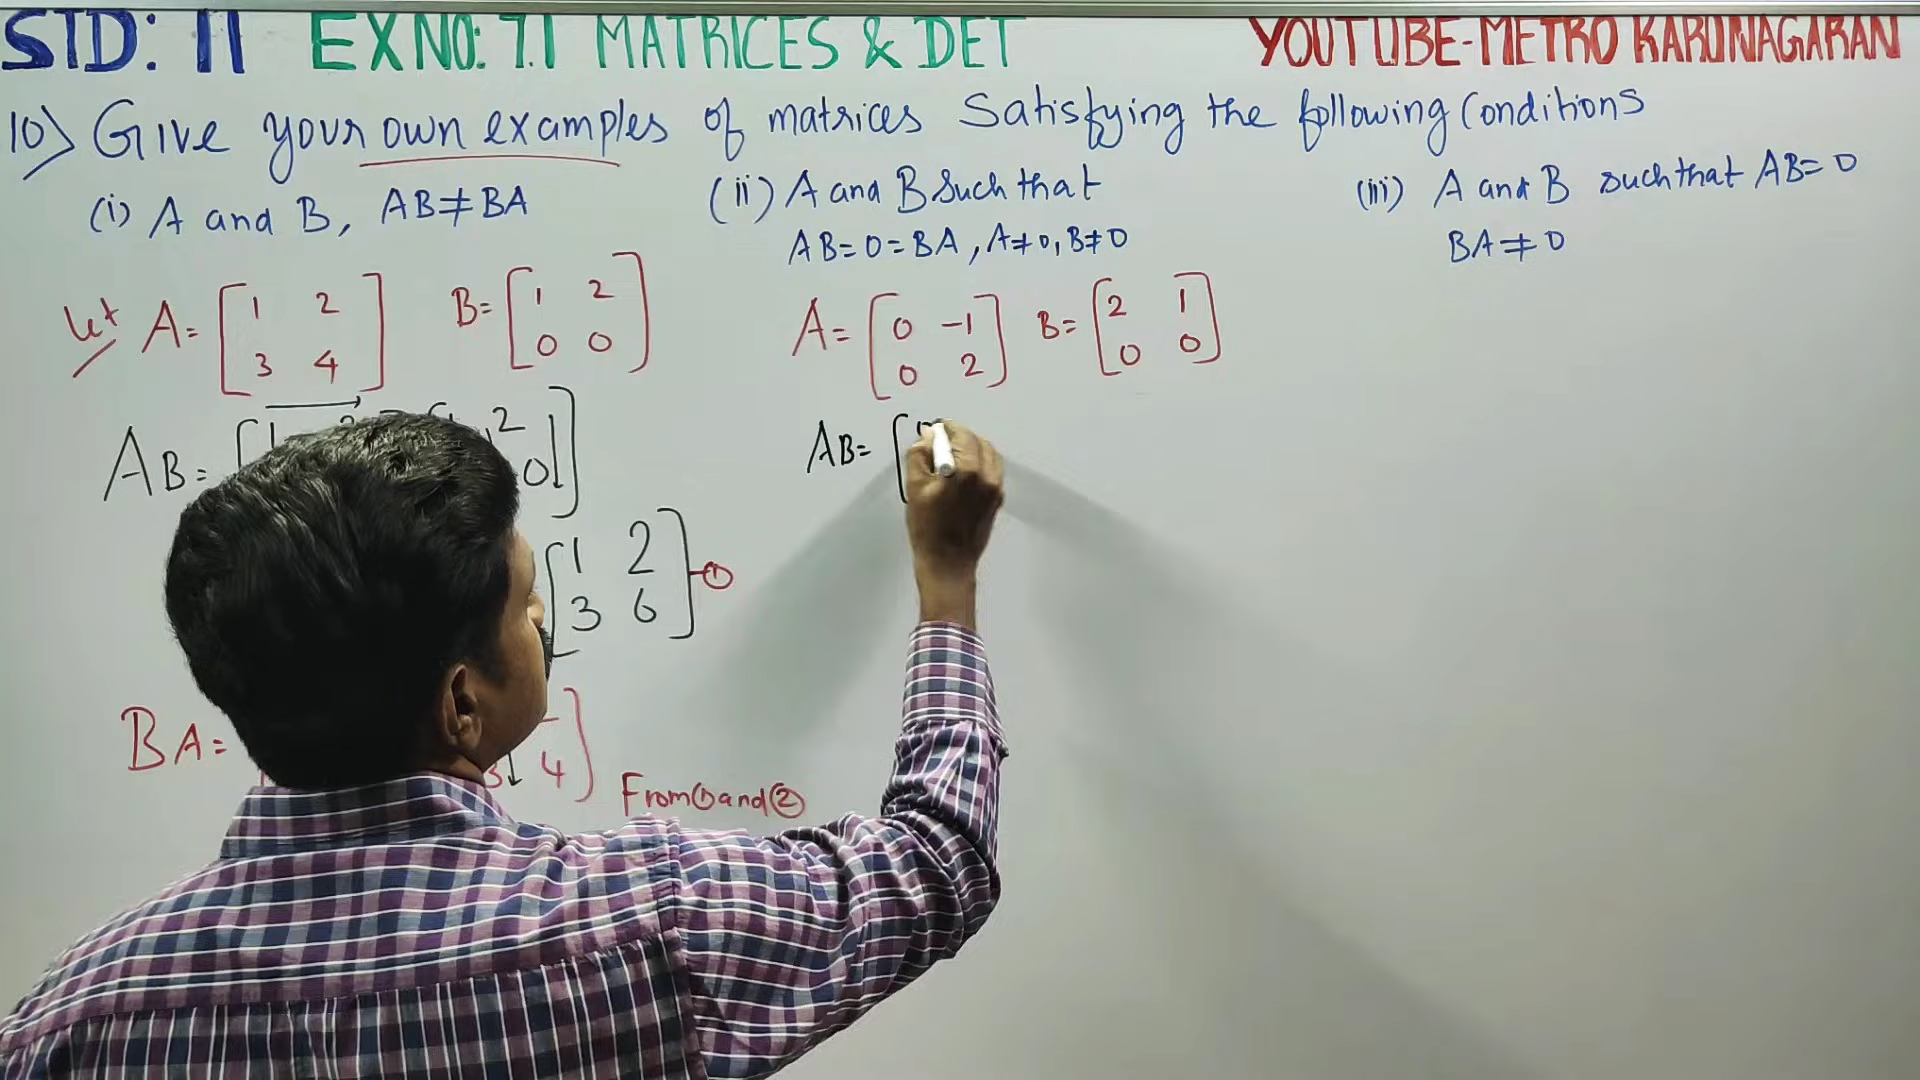 STD: 11 EX NO: 7.1 MATRICES & DET YOUTUBE-METRO KARUNAGARAN
10) Give your own examples of matrices Satisfying the following Conditions
(i) A and B, AB≠BA
(ii) A and B Such that
AB=0=BA, A≠0, B≠0
(iii) A and B such that AB=0
BA≠0
let A= [1 2
3 4] B= [1 2
0 0]
A= [0 -1
0 2] B= [2 1
0 0]
AB= [ 2
0]
[1 2
3 6] -①
BA= 3 4]
From ① and ②
AB= [